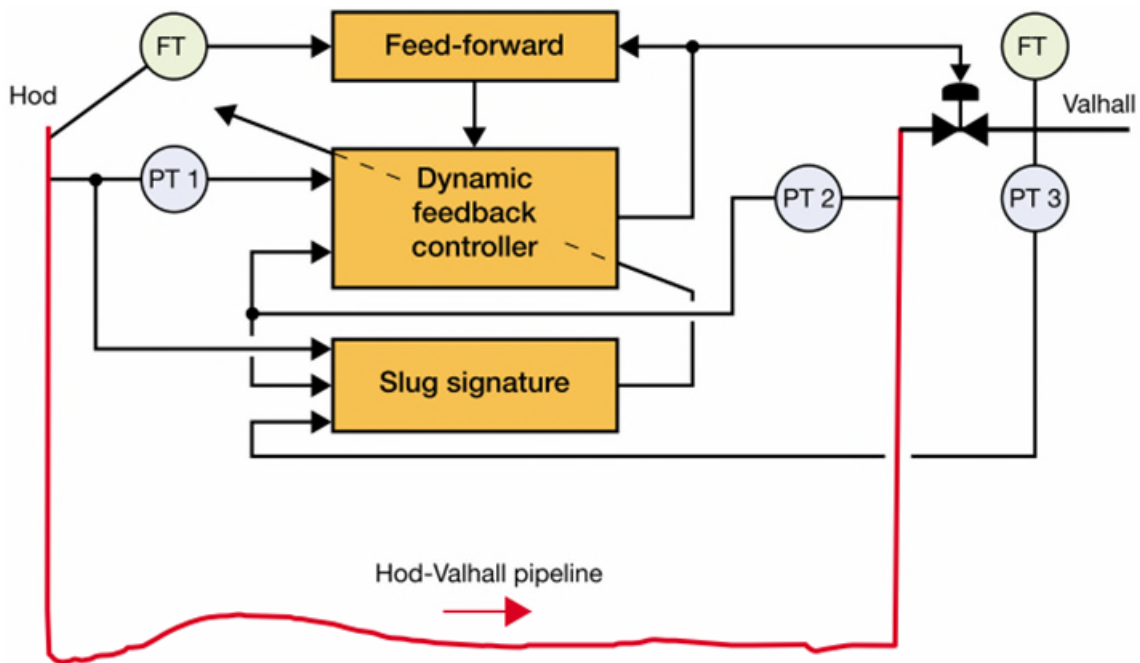 FT
Feed-forward
FT
Hod
Valhall
PT 1
Dynamic
feedback
controller
PT 2
PT 3
Slug signature
Hod-Valhall pipeline